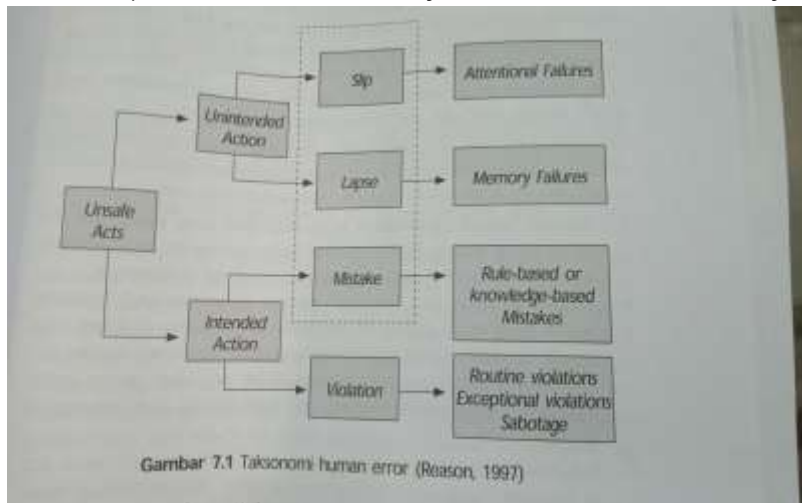 Slip
Attentional Failures
Unintended
Action
Lapse
Memory Failures
Unsafe
Acts
Mistake
Rule-based or
knowledge-based
Mistakes
Intended
Action
Violation
Routine violations
Exceptional violations
Sabotage
Gambar 7.1 Taksonomi human error (Reason, 1997)